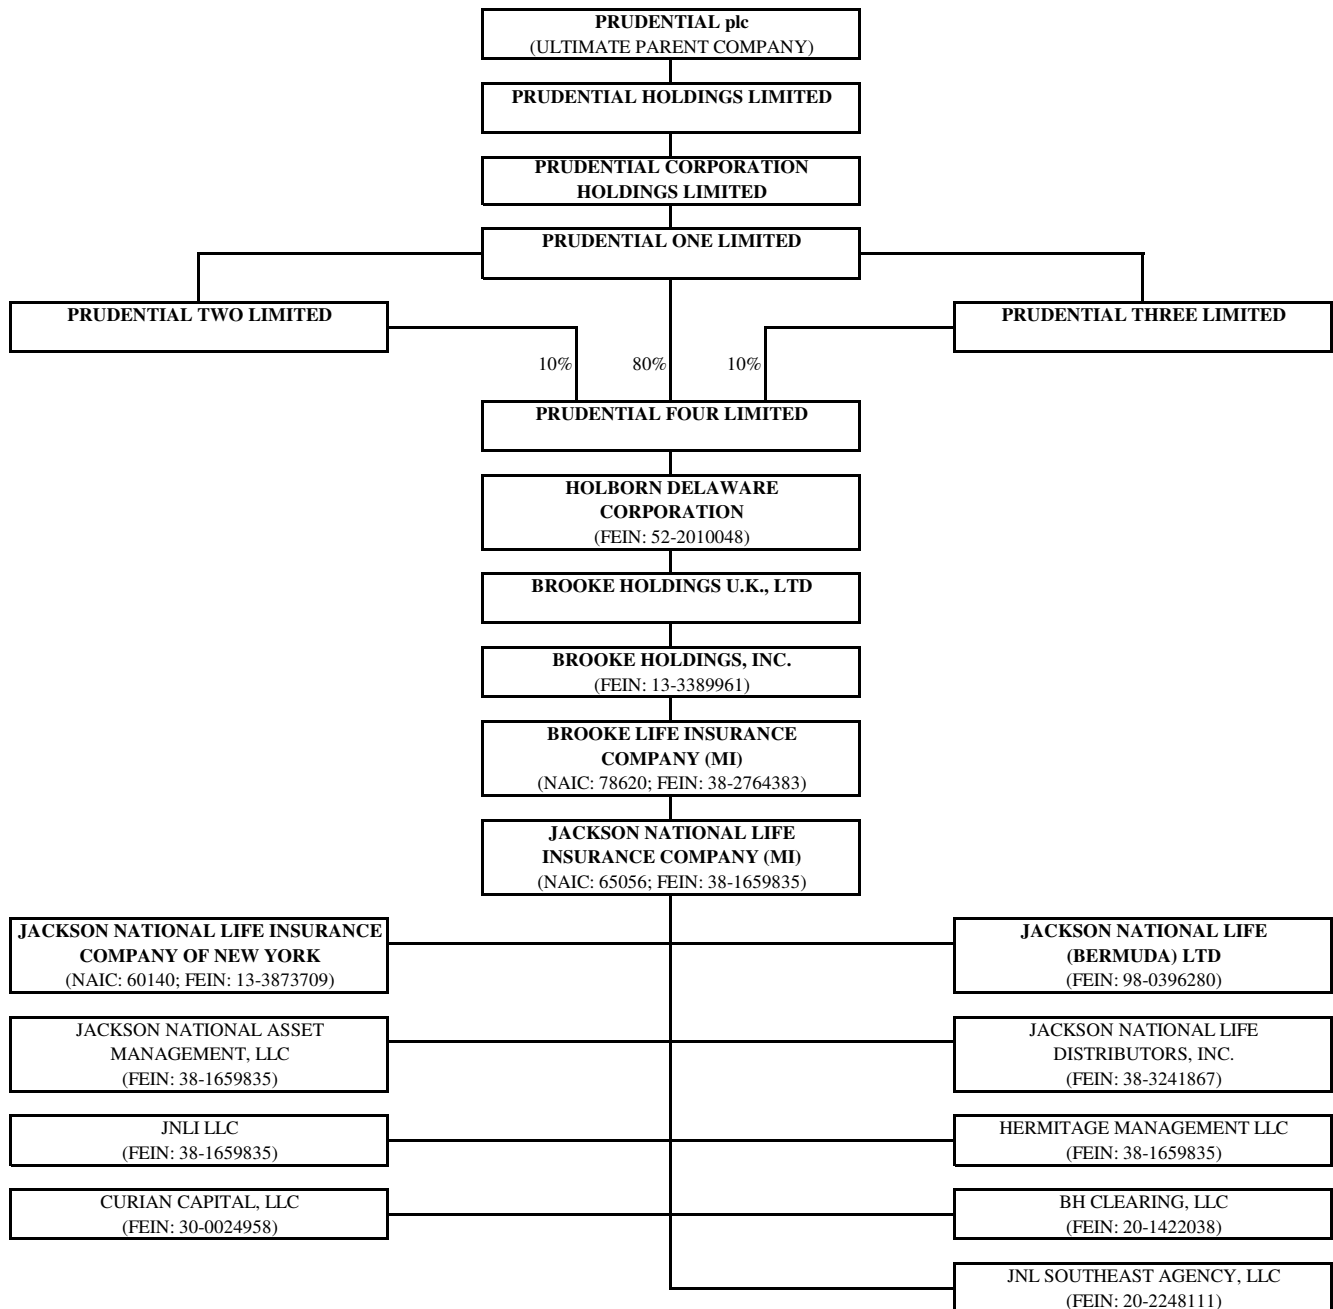 PRUDENTIAL plc
(ULTIMATE PARENT COMPANY)
PRUDENTIAL HOLDINGS LIMITED
PRUDENTIAL CORPORATION
HOLDINGS LIMITED
PRUDENTIAL ONE LIMITED
PRUDENTIAL TWO LIMITED
PRUDENTIAL THREE LIMITED
10%
80%
10%
PRUDENTIAL FOUR LIMITED
HOLBORN DELAWARE
CORPORATION
(FEIN: 52-2010048)
BROOKE HOLDINGS U.K., LTD
BROOKE HOLDINGS, INC.
(FEIN: 13-3389961)
BROOKE LIFE INSURANCE
COMPANY (MI)
(NAIC: 78620; FEIN: 38-2764383)
JACKSON NATIONAL LIFE
INSURANCE COMPANY (MI)
(NAIC: 65056; FEIN: 38-1659835)
JACKSON NATIONAL LIFE INSURANCE
COMPANY OF NEW YORK
(NAIC: 60140; FEIN: 13-3873709)
JACKSON NATIONAL LIFE
(BERMUDA) LTD
(FEIN: 98-0396280)
JACKSON NATIONAL ASSET
MANAGEMENT, LLC
(FEIN: 38-1659835)
JACKSON NATIONAL LIFE
DISTRIBUTORS, INC.
(FEIN: 38-3241867)
JNLI LLC
(FEIN: 38-1659835)
HERMITAGE MANAGEMENT LLC
(FEIN: 38-1659835)
CURIAN CAPITAL, LLC
(FEIN: 30-0024958)
BH CLEARING, LLC
(FEIN: 20-1422038)
JNL SOUTHEAST AGENCY, LLC
(FEIN: 20-2248111)